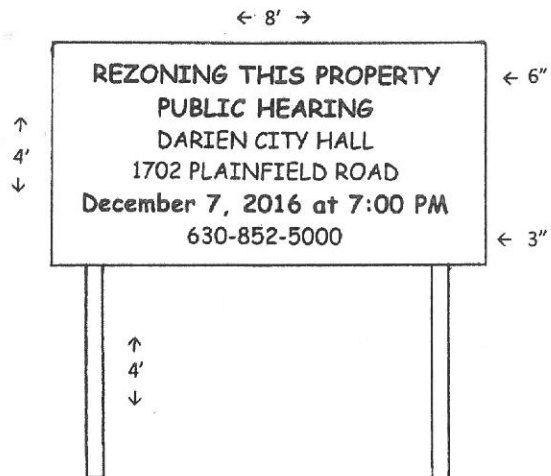 ← 8' →
REZONING THIS PROPERTY
← 6"
PUBLIC HEARING
↑
4'
↓
DARIEN CITY HALL
1702 PLAINFIELD ROAD
December 7, 2016 at 7:00 PM
630-852-5000
← 3"
↑
4'
↓